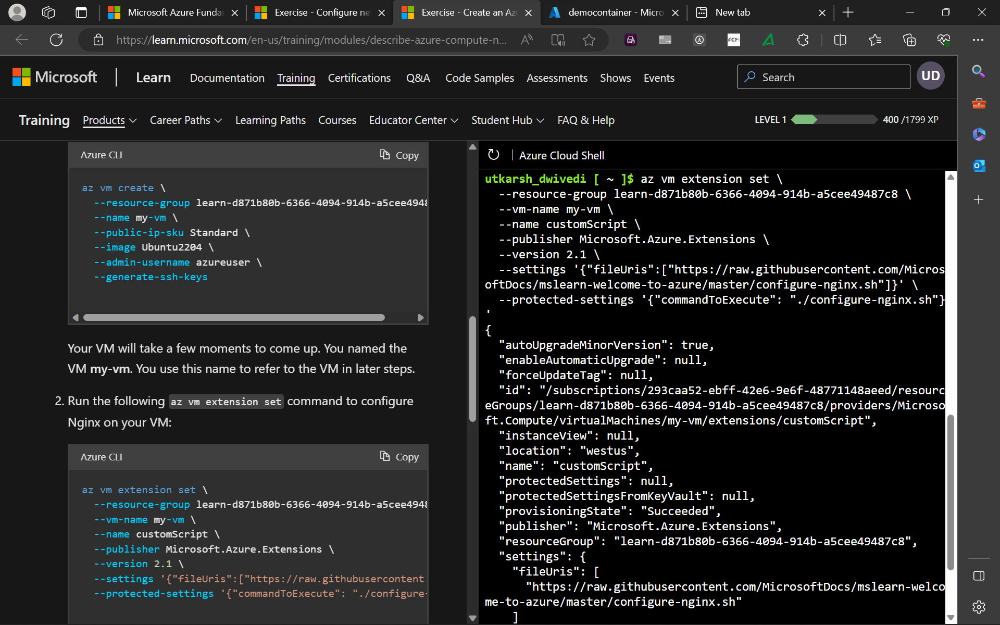 Microsoft Azure Funda
Exercise - Configure ne
Exercise - Create an Az
democontainer - Micro
New tab
https://learn.microsoft.com/en-us/training/modules/describe-azure-compute-n...
FCM
Microsoft
Learn
Documentation
Training
Certifications
Q&A
Code Samples
Assessments
Shows
Events
Search
UD
Training
Products
Career Paths
Learning Paths
Courses
Educator Center
Student Hub
FAQ & Help
LEVEL 1
400 /1799 XP
Azure CLI
Copy
az vm create \
--resource-group learn-d871b80b-6366-4094-914b-a5cee4948
--name my-vm \
--public-ip-sku Standard \
--image Ubuntu2204 \
--admin-username azureuser \
--generate-ssh-keys
Your VM will take a few moments to come up. You named the
VM my-vm. You use this name to refer to the VM in later steps.
2. Run the following az vm extension set command to configure
Nginx on your VM:
Azure CLI
Copy
az vm extension set \
--resource-group learn-d871b80b-6366-4094-914b-a5cee4948
--vm-name my-vm \
--name customScript \
--publisher Microsoft.Azure.Extensions \
--version 2.1 \
--settings '{"fileUris":["https://raw.githubusercontent.
--protected-settings '{"commandToExecute": "./configure-
Azure Cloud Shell
utkarsh_dwivedi [ ~ ]$ az vm extension set \
--resource-group learn-d871b80b-6366-4094-914b-a5cee49487c8 \
--vm-name my-vm \
--name customScript \
--publisher Microsoft.Azure.Extensions \
--version 2.1 \
--settings '{"fileUris":["https://raw.githubusercontent.com/Micros
oftDocs/mslearn-welcome-to-azure/master/configure-nginx.sh"]}' \
--protected-settings '{"commandToExecute": "./configure-nginx.sh"}
'
{
"autoUpgradeMinorVersion": true,
"enableAutomaticUpgrade": null,
"forceUpdateTag": null,
"id": "/subscriptions/293caa52-ebff-42e6-9e6f-48771148aeed/resourc
eGroups/learn-d871b80b-6366-4094-914b-a5cee49487c8/providers/Microso
ft.Compute/virtualMachines/my-vm/extensions/customScript",
"instanceView": null,
"location": "westus",
"name": "customScript",
"protectedSettings": null,
"protectedSettingsFromKeyVault": null,
"provisioningState": "Succeeded",
"publisher": "Microsoft.Azure.Extensions",
"resourceGroup": "learn-d871b80b-6366-4094-914b-a5cee49487c8",
"settings": {
"fileUris": [
"https://raw.githubusercontent.com/MicrosoftDocs/mslearn-welco
me-to-azure/master/configure-nginx.sh"
]